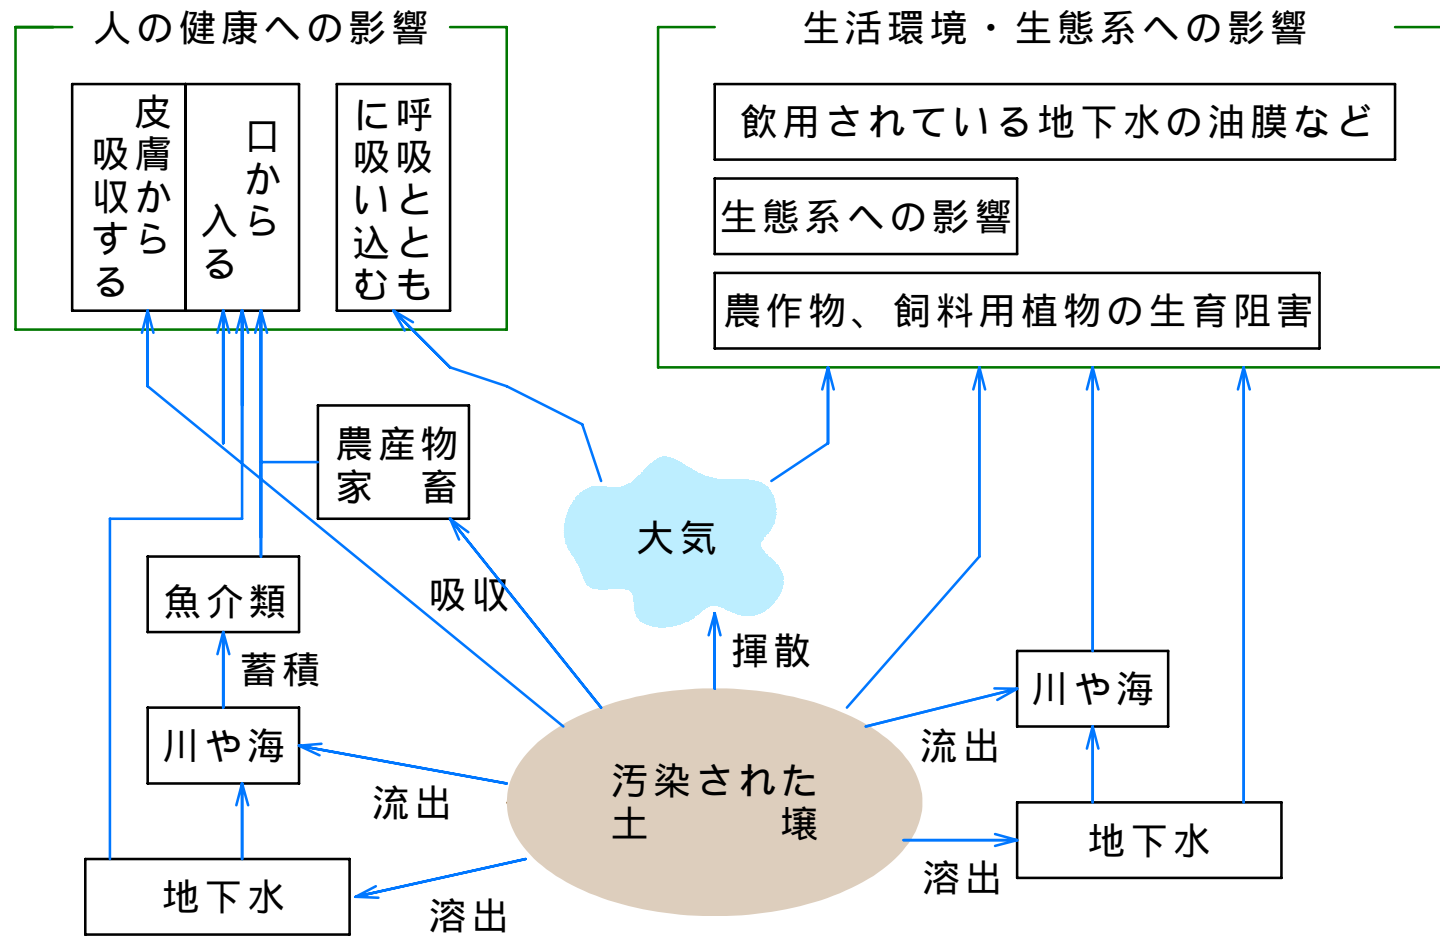 人の健康への影響
皮膚から
吸収する
口から
入る
呼吸ととも
に吸い込む
生活環境・生態系への影響
飲用されている地下水の油膜など
生態系への影響
農作物、飼料用植物の生育阻害
農産物
家　畜
大気
吸収
魚介類
揮散
蓄積
川や海
川や海
流出
汚染された
土　　　壌
流出
地下水
溶出
地下水
溶出